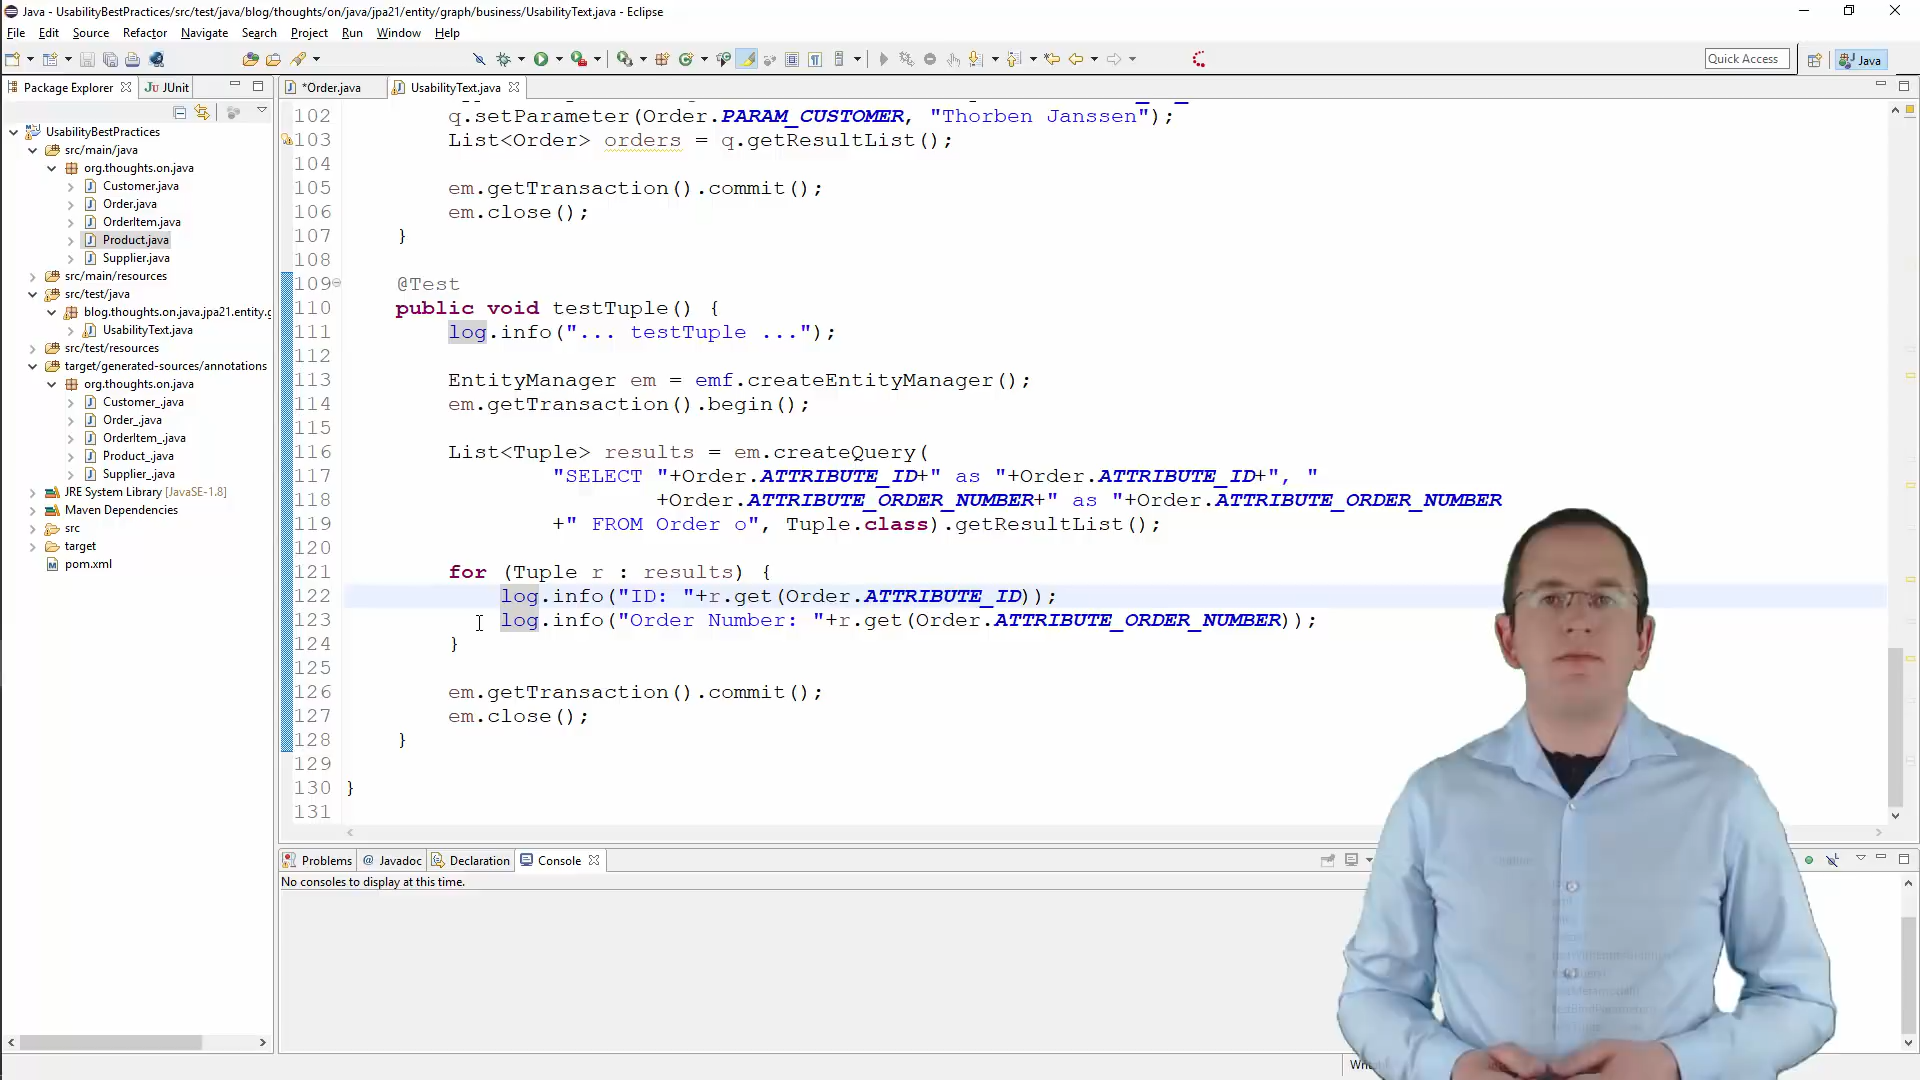 Java - UsabilityBestPractices/src/test/java/blog/thoughts/on/java/jpa21/entity/graph/business/UsabilityText.java - Eclipse
File Edit Source Refactor Navigate Search Project Run Window Help
Quick Access
Java
Package Explorer
JUnit
*Order.java
UsabilityText.java
UsabilityBestPractices
src/main/java
org.thoughts.on.java
Customer.java
Order.java
OrderItem.java
Product.java
Supplier.java
src/main/resources
src/test/java
blog.thoughts.on.java.jpa21.entity.g
UsabilityText.java
src/test/resources
target/generated-sources/annotations
org.thoughts.on.java
Customer_.java
Order_.java
OrderItem_.java
Product_.java
Supplier_.java
JRE System Library [JavaSE-1.8]
Maven Dependencies
src
target
pom.xml
102 q.setParameter(Order.PARAM_CUSTOMER, "Thorben Janssen");
103 List<Order> orders = q.getResultList();
104
105 em.getTransaction().commit();
106 em.close();
107 }
108
109 @Test
110 public void testTuple() {
111 log.info("... testTuple ...");
112
113 EntityManager em = emf.createEntityManager();
114 em.getTransaction().begin();
115
116 List<Tuple> results = em.createQuery(
117 "SELECT "+Order.ATTRIBUTE_ID+" as "+Order.ATTRIBUTE_ID+", "
118 +Order.ATTRIBUTE_ORDER_NUMBER+" as "+Order.ATTRIBUTE_ORDER_NUMBER
119 +" FROM Order o", Tuple.class).getResultList();
120
121 for (Tuple r : results) {
122 log.info("ID: "+r.get(Order.ATTRIBUTE_ID));
123 log.info("Order Number: "+r.get(Order.ATTRIBUTE_ORDER_NUMBER));
124 }
125
126 em.getTransaction().commit();
127 em.close();
128 }
129
130 }
131
Problems @ Javadoc Declaration Console
No consoles to display at this time.